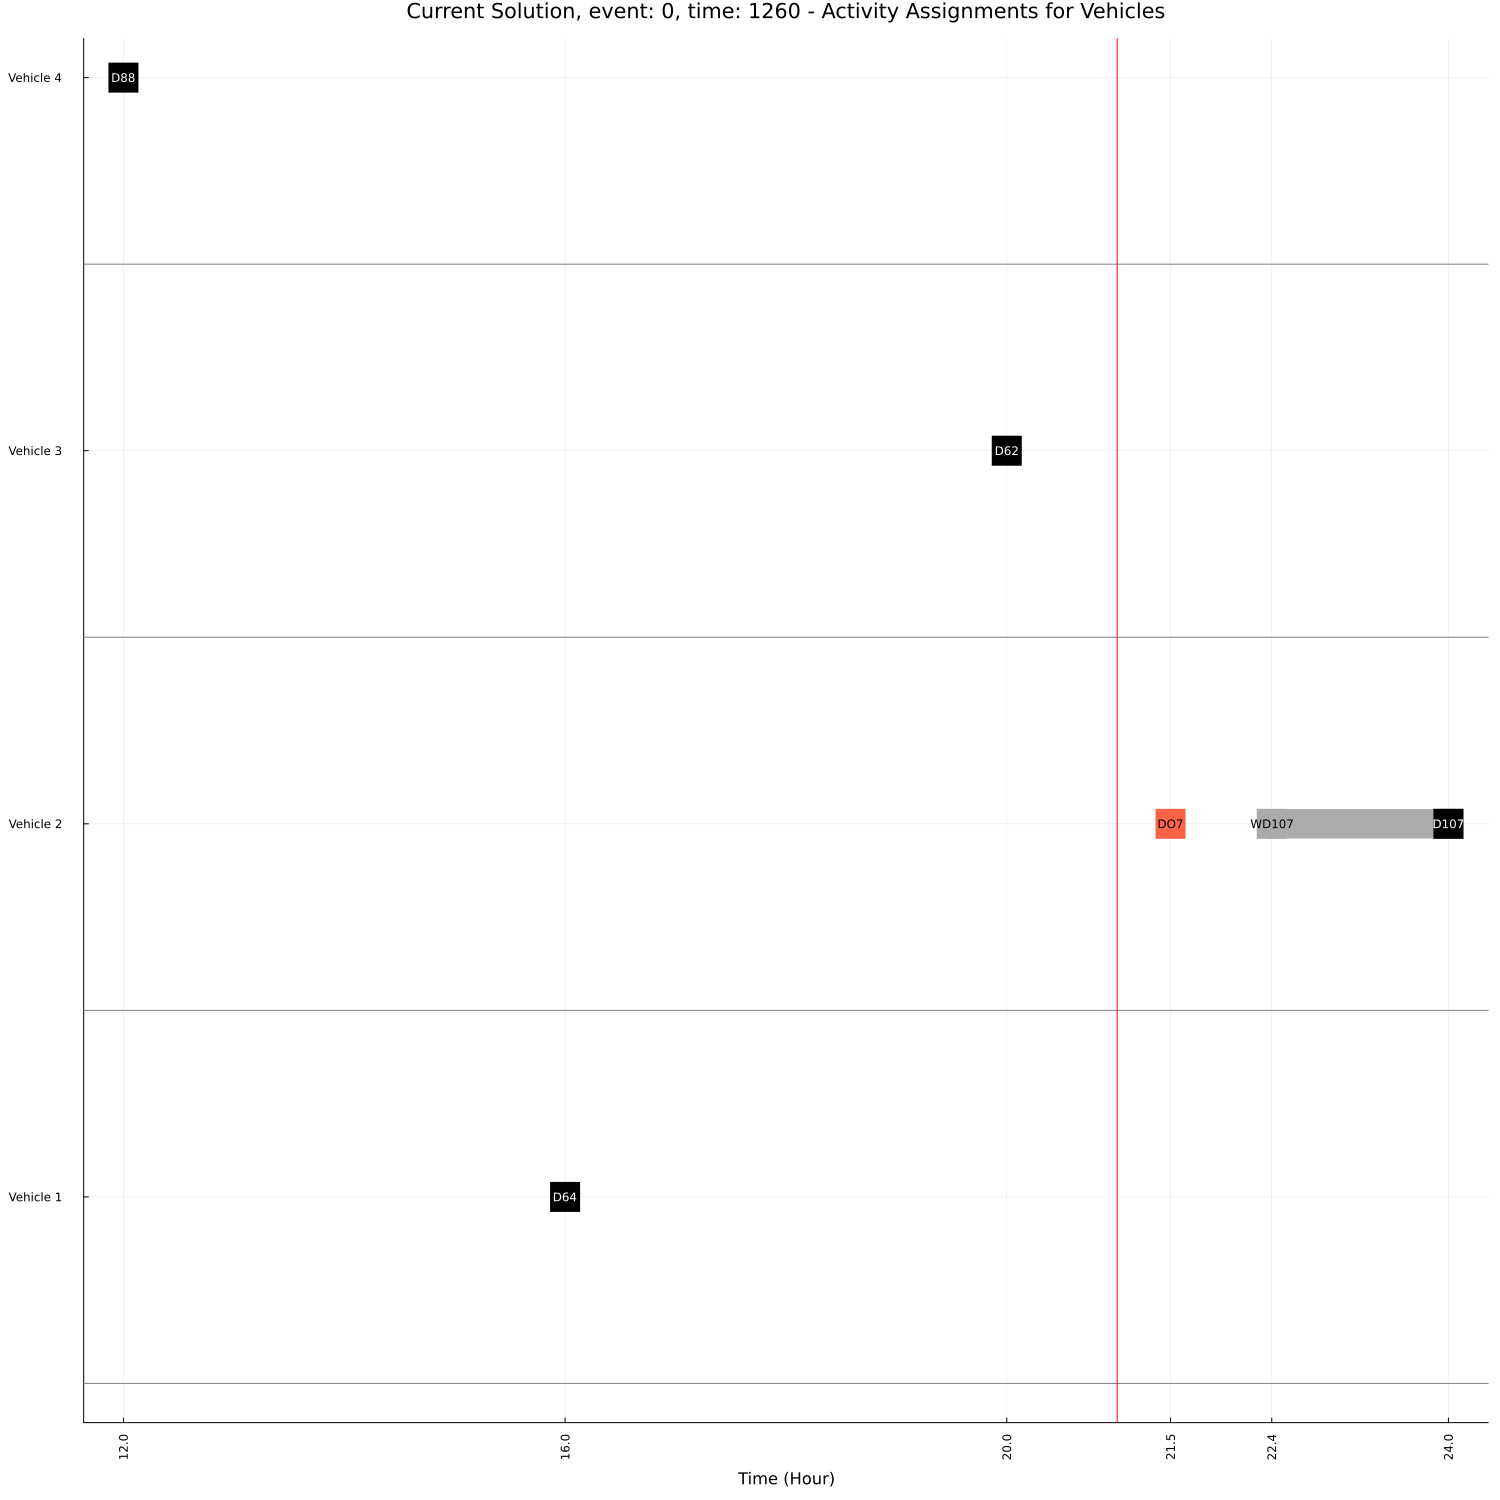 Current Solution, event: 0, time: 1260 - Activity Assignments for Vehicles
Vehicle 4
D88
Vehicle 3
D62
Vehicle 2
DO7
WD107
D107
Vehicle 1
D64
12.0
16.0
20.0
21.5
22.4
24.0
Time (Hour)